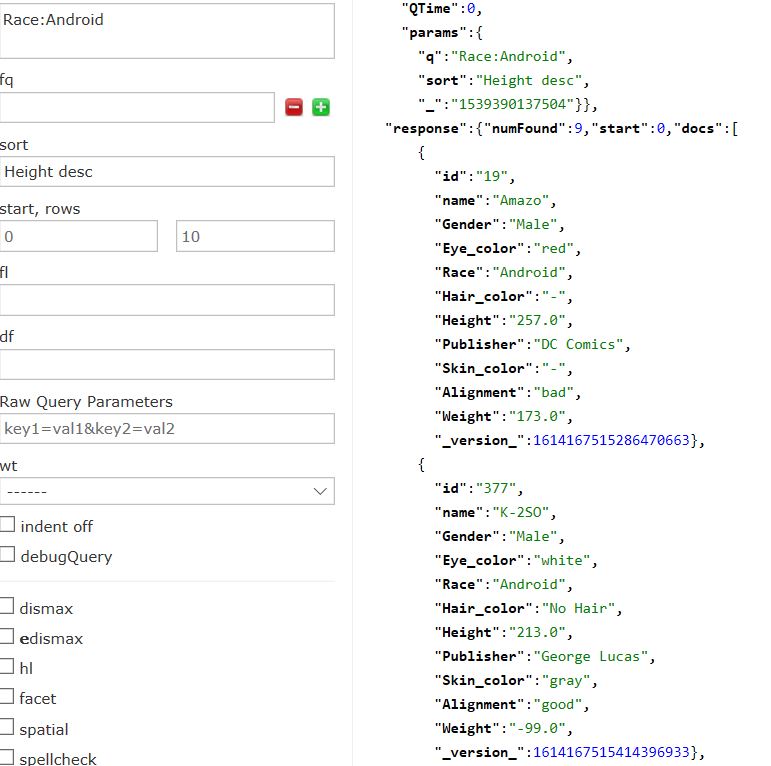 Race:Android
fq
sort
Height desc
start, rows
0
10
fl
df
Raw Query Parameters
key1=val1&key2=val2
wt
------
indent off
debugQuery
dismax
edismax
hl
facet
spatial
spellcheck
"QTime":0,
"params":{
"q":"Race:Android",
"sort":"Height desc",
"_":"1539390137504"}},
"response":{"numFound":9,"start":0,"docs":[
{
"id":"19",
"name":"Amazo",
"Gender":"Male",
"Eye_color":"red",
"Race":"Android",
"Hair_color":"-",
"Height":"257.0",
"Publisher":"DC Comics",
"Skin_color":"-",
"Alignment":"bad",
"Weight":"173.0",
"_version_":1614167515286470663},
{
"id":"377",
"name":"K-2SO",
"Gender":"Male",
"Eye_color":"white",
"Race":"Android",
"Hair_color":"No Hair",
"Height":"213.0",
"Publisher":"George Lucas",
"Skin_color":"gray",
"Alignment":"good",
"Weight":"-99.0",
"_version_":1614167515414396933},